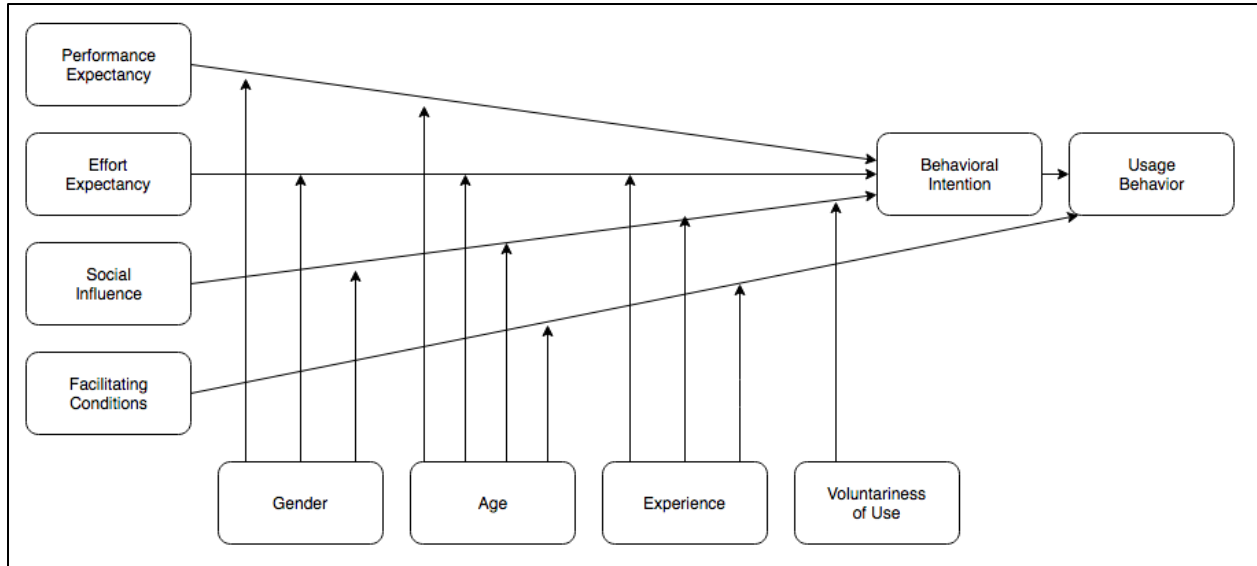 Performance
Expectancy
Effort
Expectancy
Behavioral
Intention
Usage
Behavior
Social
Influence
Facilitating
Conditions
Gender
Age
Experience
Voluntariness
of Use